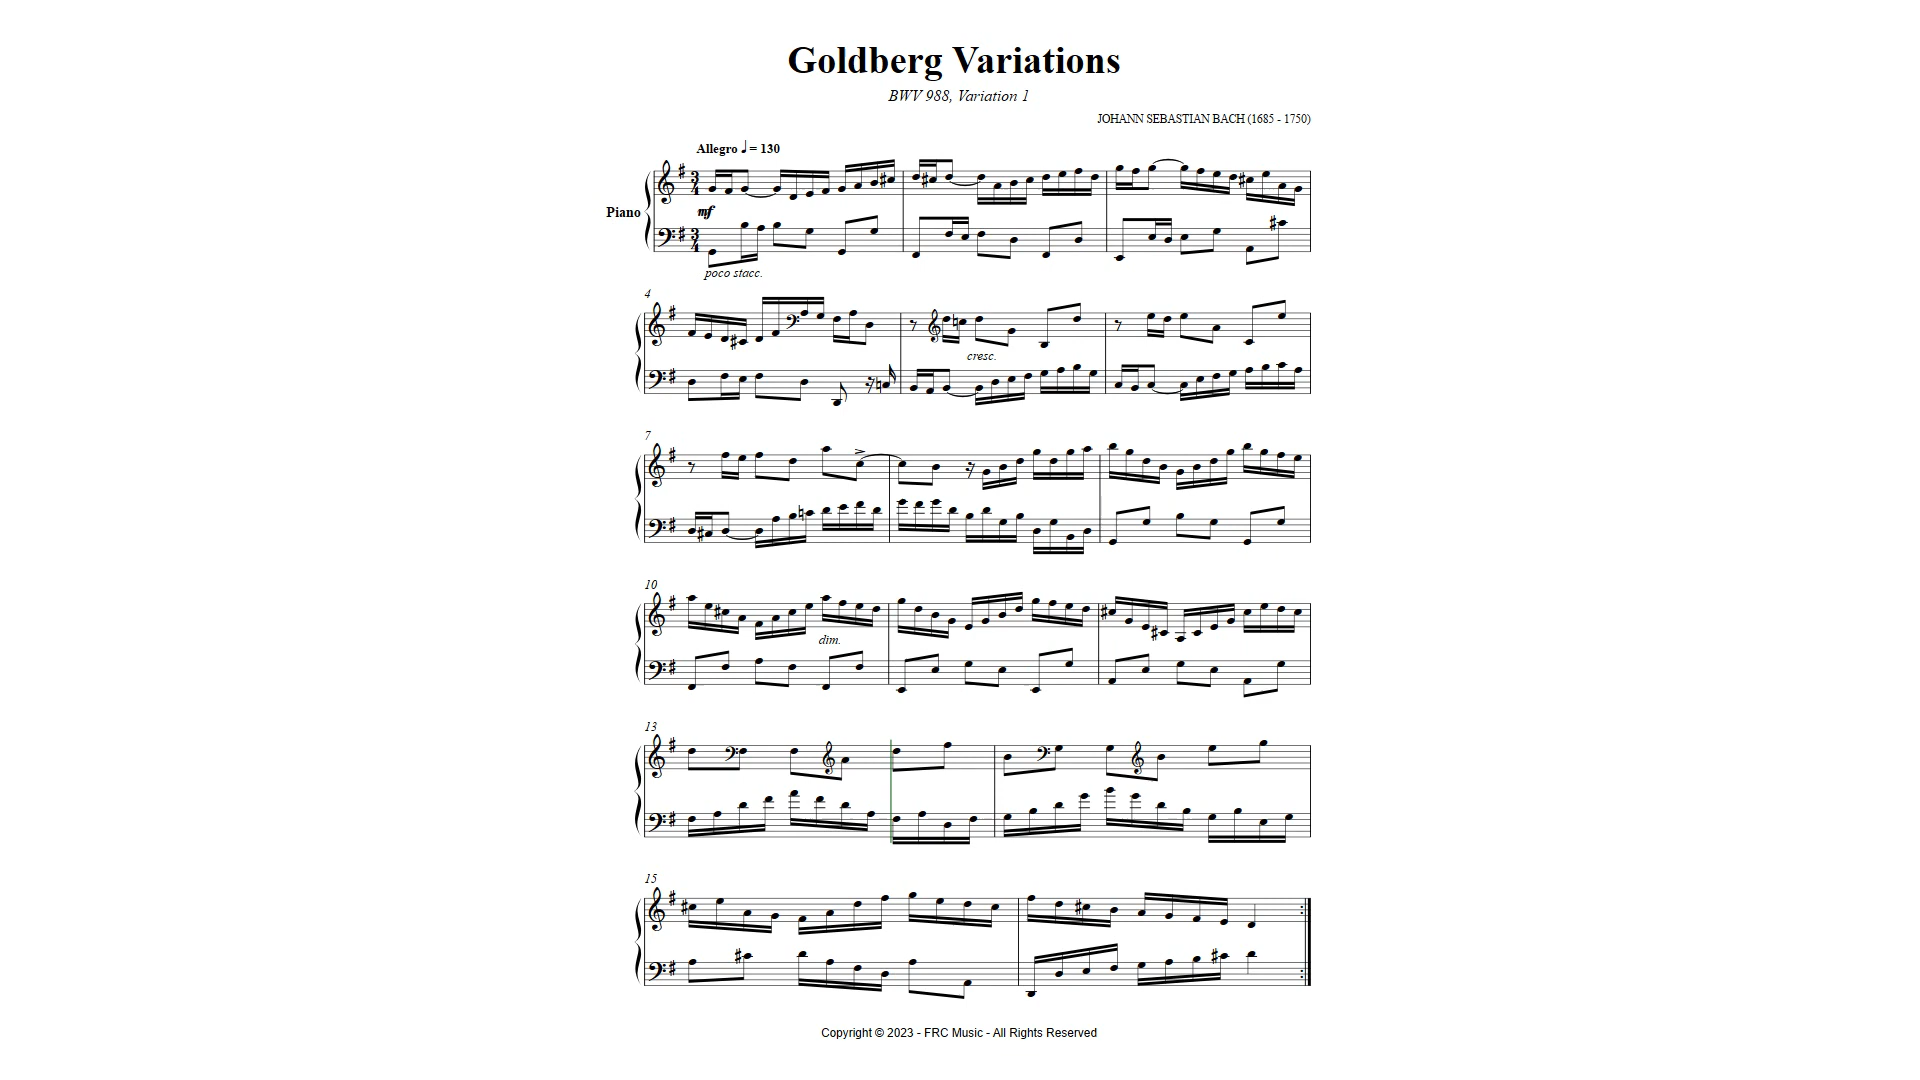 Goldberg Variations
BWV 988, Variation 1
JOHANN SEBASTIAN BACH (1685 - 1750)
Allegro ♩ = 130
Piano
mf
poco stacc.
4
cresc.
7
10
dim.
13
15
Copyright © 2023 - FRC Music - All Rights Reserved